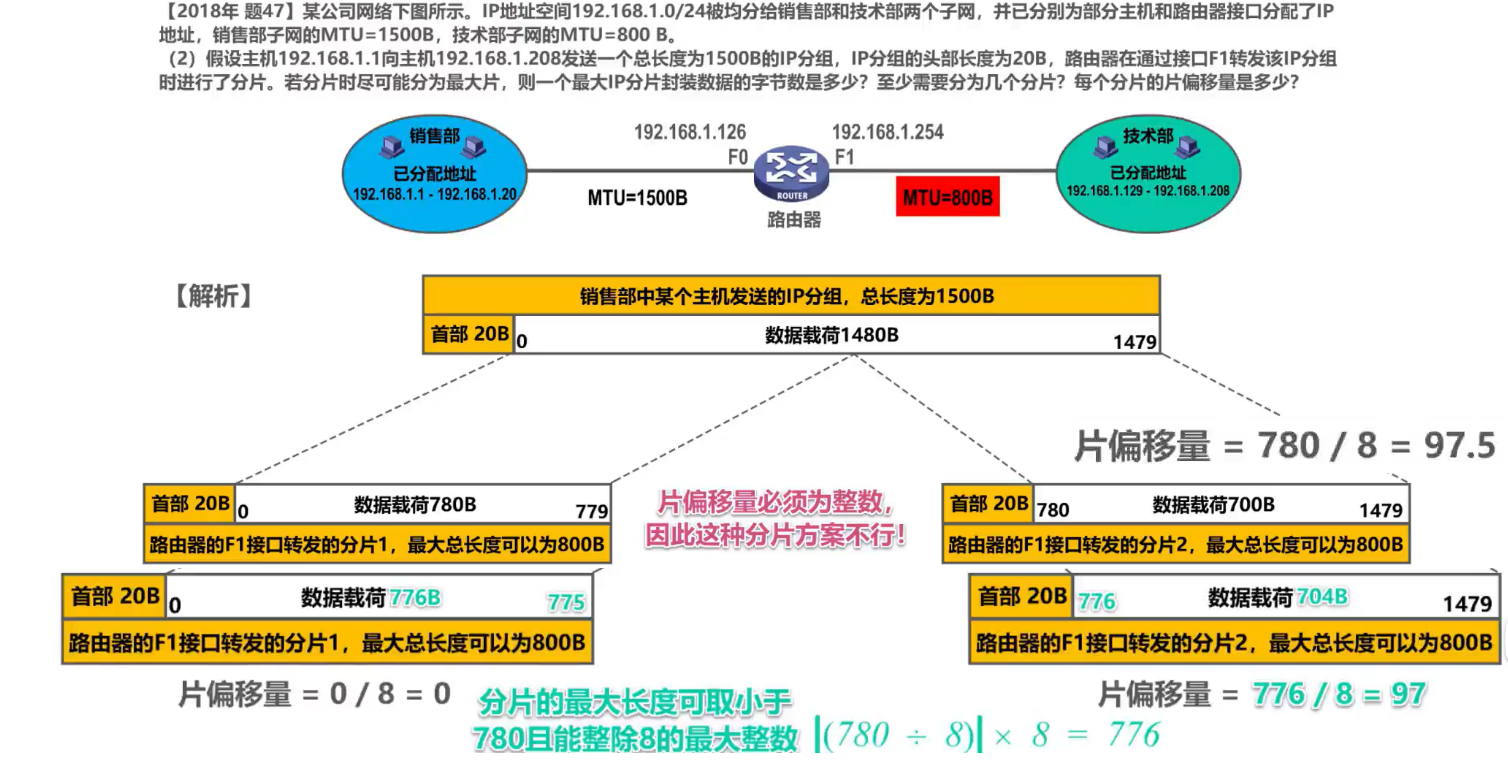 【2018年 题47】某公司网络下图所示。IP地址空间192.168.1.0/24被均分给销售部和技术部两个子网，并已分别为部分主机和路由器接口分配了IP
地址，销售部子网的MTU=1500B，技术部子网的MTU=800 B。
（2）假设主机192.168.1.1向主机192.168.1.208发送一个总长度为1500B的IP分组，IP分组的头部长度为20B，路由器在通过接口F1转发该IP分组
时进行了分片。若分片时尽可能分为最大片，则一个最大IP分片封装数据的字节数是多少？至少需要分为几个分片？每个分片的片偏移量是多少？
销售部
已分配地址
192.168.1.1 - 192.168.1.20
192.168.1.126
F0
MTU=1500B
ROUTER
路由器
192.168.1.254
F1
MTU=800B
技术部
已分配地址
192.168.1.129 - 192.168.1.208
【解析】
销售部中某个主机发送的IP分组，总长度为1500B
首部 20B 0 数据载荷1480B 1479
片偏移量 = 780 / 8 = 97.5
首部 20B 0 数据载荷780B 779
路由器的F1接口转发的分片1，最大总长度可以为800B
片偏移量必须为整数，
因此这种分片方案不行！
首部 20B 780 数据载荷700B 1479
路由器的F1接口转发的分片2，最大总长度可以为800B
首部 20B 0 数据载荷776B 775
路由器的F1接口转发的分片1，最大总长度可以为800B
首部 20B 776 数据载荷704B 1479
路由器的F1接口转发的分片2，最大总长度可以为800B
片偏移量 = 0 / 8 = 0
分片的最大长度可取小于
780且能整除8的最大整数
⌊(780 ÷ 8)⌋ × 8 = 776
片偏移量 = 776 / 8 = 97